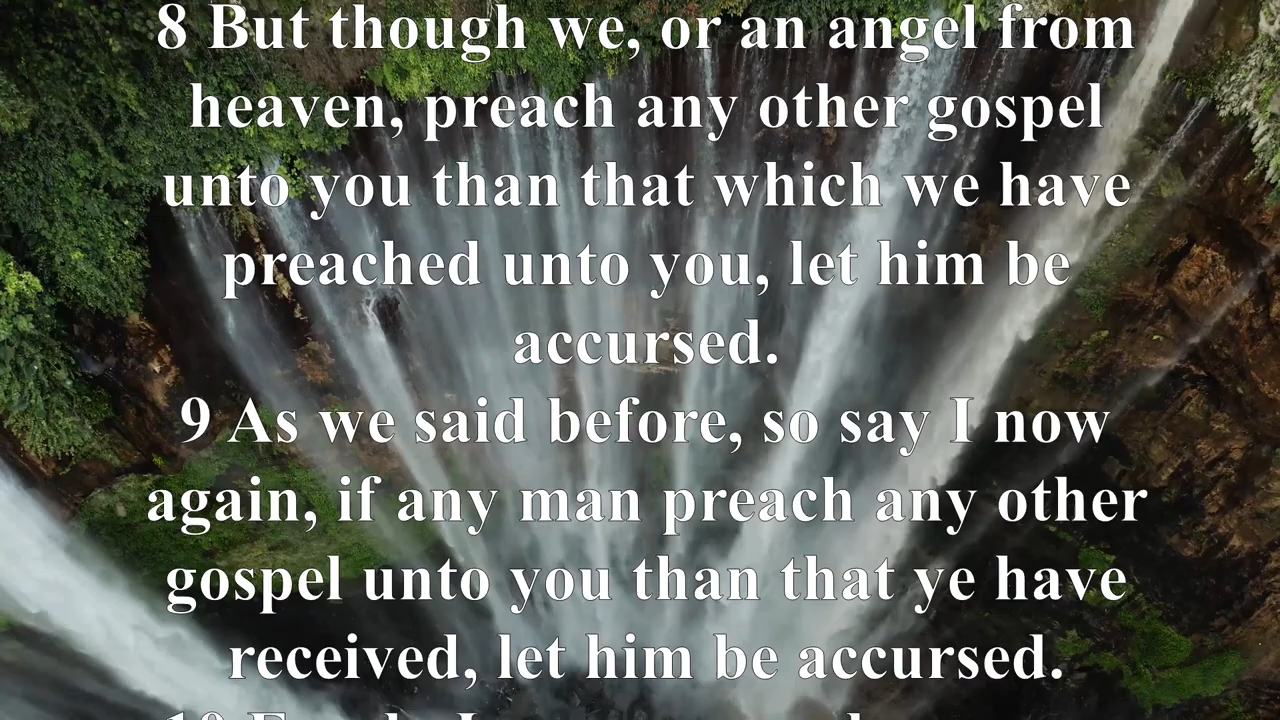 8 But though we, or an angel from
heaven, preach any other gospel
unto you than that which we have
preached unto you, let him be
accursed.
9 As we said before, so say I now
again, if any man preach any other
gospel unto you than that ye have
received, let him be accursed.